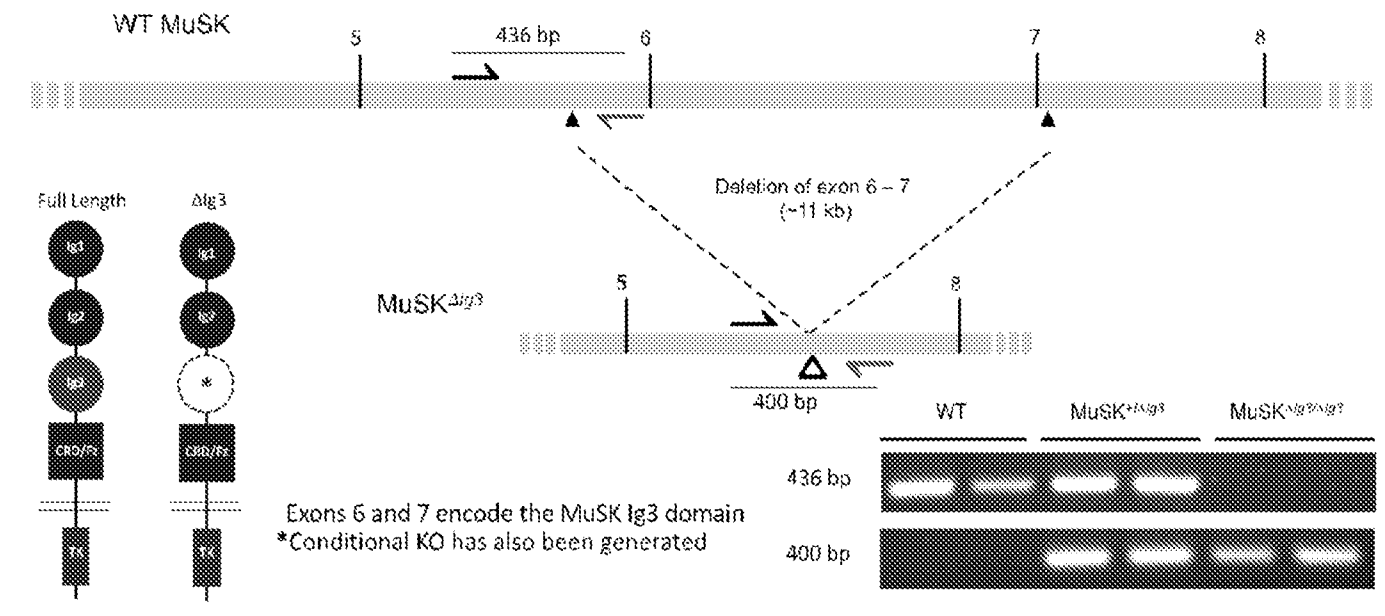 WT MuSK
5
436 bp
6
7
8
Full Length
ΔIg3
Ig1
Ig2
Ig3
CRD/Fz
TK
Ig1
Ig2
*
CRD/Fz
TK
Deletion of exon 6 – 7
(~11 kb)
MuSKΔIg3
5
8
400 bp
WT
MuSK+/ΔIg3
MuSKΔIg3/ΔIg3
436 bp
400 bp
Exons 6 and 7 encode the MuSK Ig3 domain
*Conditional KO has also been generated